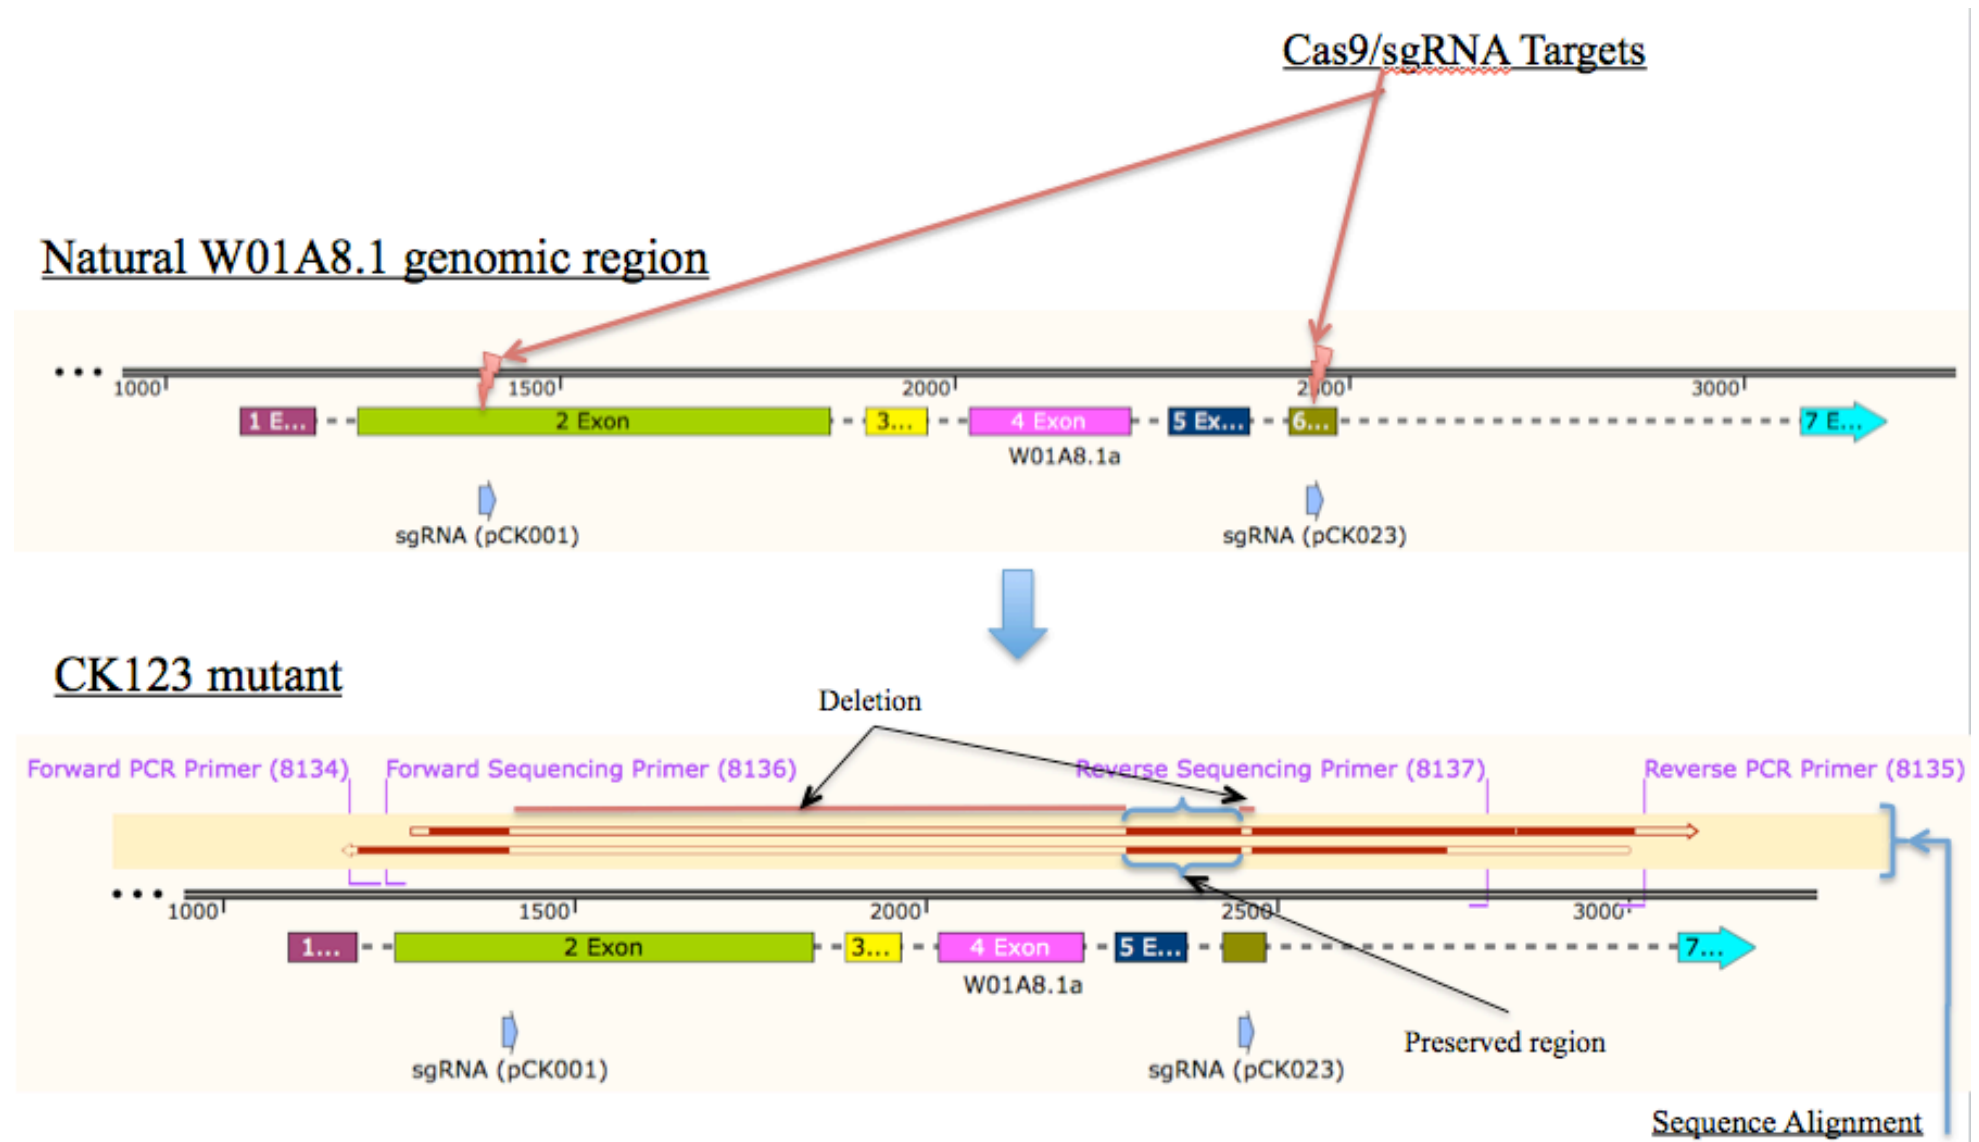 Cas9/sgRNA Targets
Natural W01A8.1 genomic region
1000 1500 2000 2500 3000
1 E... 2 Exon 3... 4 Exon 5 Ex... 6... 7 E...
W01A8.1a
sgRNA (pCK001) sgRNA (pCK023)
CK123 mutant
Deletion
Forward PCR Primer (8134) Forward Sequencing Primer (8136) Reverse Sequencing Primer (8137) Reverse PCR Primer (8135)
1000 1500 2000 2500 3000
1... 2 Exon 3... 4 Exon 5 E... 7...
W01A8.1a
Preserved region
sgRNA (pCK001) sgRNA (pCK023)
Sequence Alignment